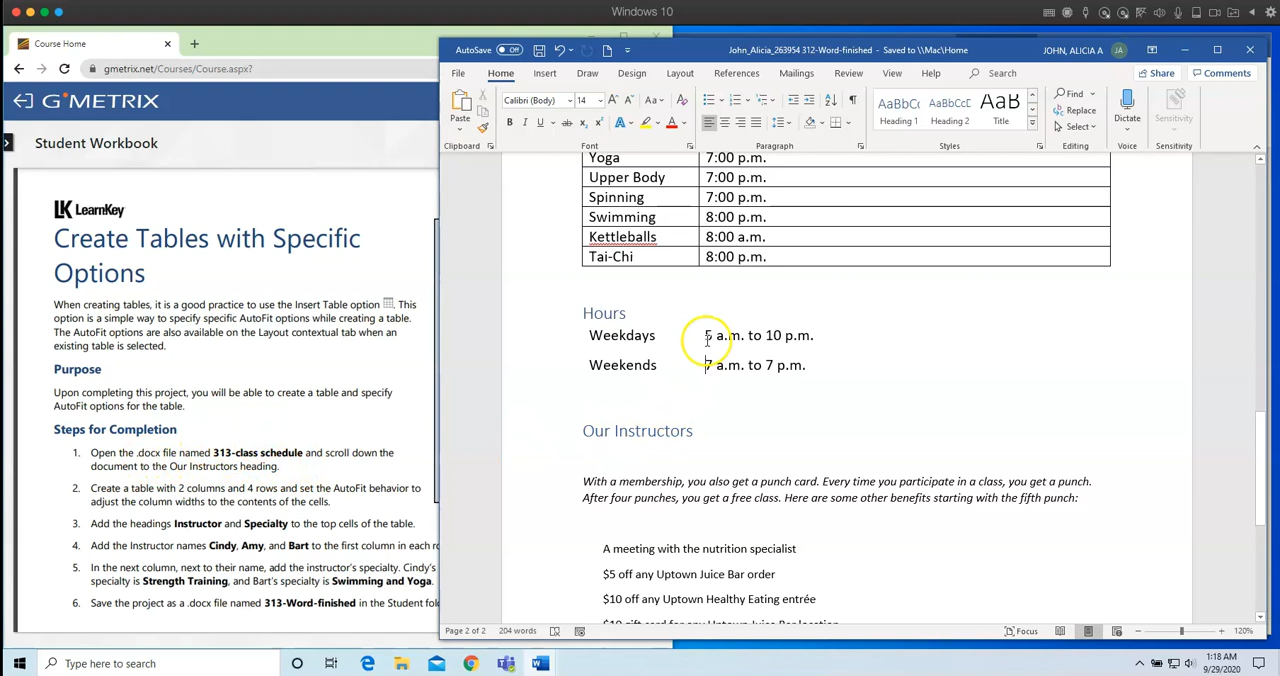 Windows 10
Course Home
gmetrix.net/Courses/Course.aspx?
GMETRIX
Student Workbook
LK LearnKey
Create Tables with Specific
Options
When creating tables, it is a good practice to use the Insert Table option . This
option is a simple way to specify specific AutoFit options while creating a table.
The AutoFit options are also available on the Layout contextual tab when an
existing table is selected.
Purpose
Upon completing this project, you will be able to create a table and specify
AutoFit options for the table.
Steps for Completion
1. Open the .docx file named 313-class schedule and scroll down the
document to the Our Instructors heading.
2. Create a table with 2 columns and 4 rows and set the AutoFit behavior to
adjust the column widths to the contents of the cells.
3. Add the headings Instructor and Specialty to the top cells of the table.
4. Add the Instructor names Cindy, Amy, and Bart to the first column in each ro
5. In the next column, next to their name, add the instructor's specialty. Cindy's
specialty is Strength Training, and Bart's specialty is Swimming and Yoga.
6. Save the project as a .docx file named 313-Word-finished in the Student fold
AutoSave Off
John_Alicia_263954 312-Word-finished - Saved to \\Mac\Home
JOHN, ALICIA A JA
File Home Insert Draw Design Layout References Mailings Review View Help Search Share Comments
Paste
Clipboard
Calibri (Body) 14
Font
Paragraph
AaBbCc AaBbCcD AaB
Heading 1 Heading 2 Title
Styles
Find
Replace
Select
Editing
Dictate
Voice
Sensitivity
Sensitivity
Yoga 7:00 p.m.
Upper Body 7:00 p.m.
Spinning 7:00 p.m.
Swimming 8:00 p.m.
Kettleballs 8:00 a.m.
Tai-Chi 8:00 p.m.
Hours
Weekdays 5 a.m. to 10 p.m.
Weekends 7 a.m. to 7 p.m.
Our Instructors
With a membership, you also get a punch card. Every time you participate in a class, you get a punch.
After four punches, you get a free class. Here are some other benefits starting with the fifth punch:
A meeting with the nutrition specialist
$5 off any Uptown Juice Bar order
$10 off any Uptown Healthy Eating entrée
$10 gift card for any Uptown Juice Bar location
Page 2 of 2 204 words
Focus
120%
Type here to search
1:18 AM
9/29/2020